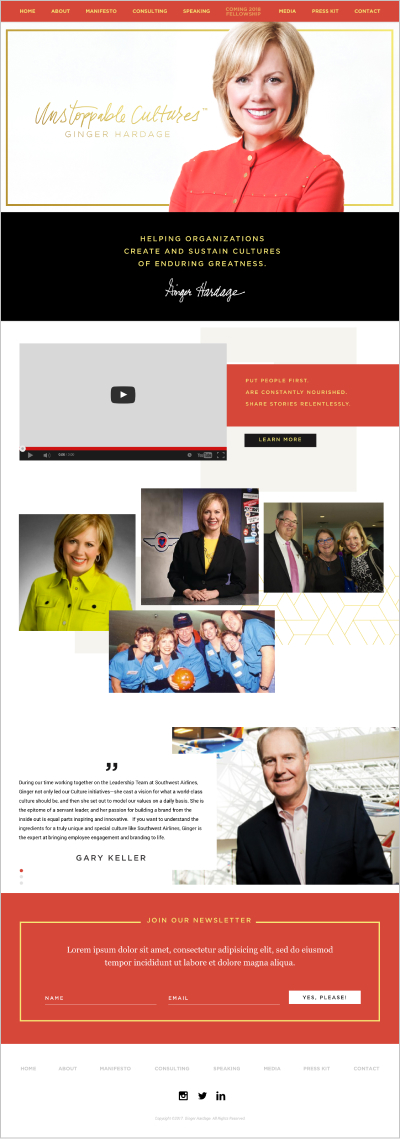 HOME ABOUT MANIFESTO CONSULTING SPEAKING COMING 2018 FELLOWSHIP MEDIA PRESS KIT CONTACT
Unstoppable Cultures™
GINGER HARDAGE
HELPING ORGANIZATIONS
CREATE AND SUSTAIN CULTURES
OF ENDURING GREATNESS.
Ginger Hardage
PUT PEOPLE FIRST.
ARE CONSTANTLY NOURISHED.
SHARE STORIES RELENTLESSLY.
LEARN MORE
YouTube
”
During our time working together on the Leadership Team at Southwest Airlines,
Ginger not only led our Culture initiatives—she cast a vision for what a world-class
culture should be, and then she set out to model our values on a daily basis. She is
the epitome of a servant leader, and her passion for building a brand from the
inside out is equal parts inspiring and innovative. If you want to understand the
ingredients for a truly unique and special culture like Southwest Airlines, Ginger is
the expert at bringing employee engagement and branding to life.
GARY KELLER
JOIN OUR NEWSLETTER
Lorem ipsum dolor sit amet, consectetur adipisicing elit, sed do eiusmod
tempor incididunt ut labore et dolore magna aliqua.
NAME EMAIL YES, PLEASE!
HOME ABOUT MANIFESTO CONSULTING SPEAKING MEDIA PRESS KIT CONTACT
Copyright ©2017 Ginger Hardage. All Rights Reserved